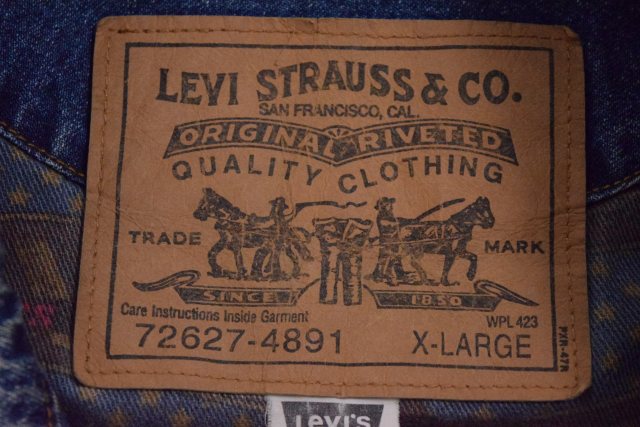 LEVI STRAUSS & CO.
SAN FRANCISCO, CAL.
ORIGINAL RIVETED
QUALITY CLOTHING
TRADE MARK
SINCE 1850
Care Instructions Inside Garment
WPL 423
72627-4891 X-LARGE
Levi's